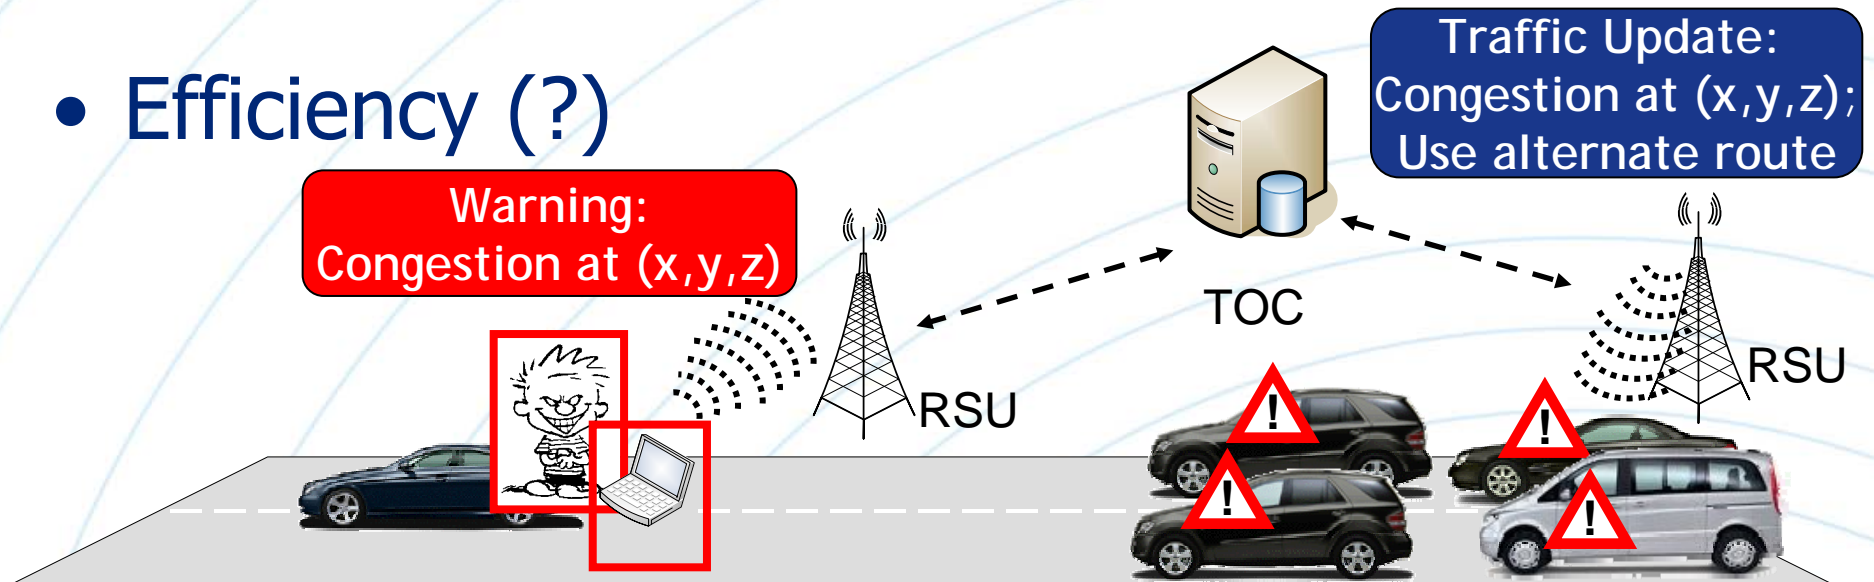 • Efficiency (?)
Warning:
Congestion at (x,y,z)
Traffic Update:
Congestion at (x,y,z);
Use alternate route
TOC
RSU
RSU
!
!
!
!